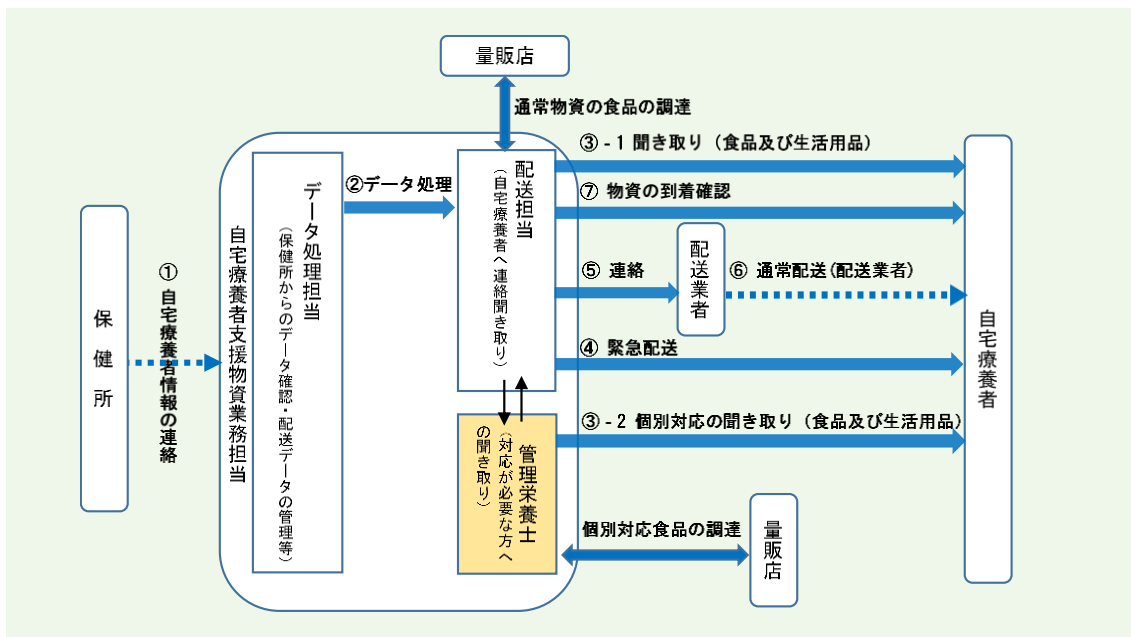 量販店
通常物資の食品の調達
保健所
①
自宅療養者情報の連絡
自宅療養者支援物資業務担当
データ処理担当
（保健所からのデータ確認・配送データの管理等）
②データ処理
配送担当
（自宅療養者へ連絡聞き取り）
③-1 聞き取り（食品及び生活用品）
⑦ 物資の到着確認
⑤ 連絡
配送業者
⑥ 通常配送(配送業者)
④ 緊急配送
③-2 個別対応の聞き取り（食品及び生活用品）
管理栄養士
（対応が必要な方へ
の聞き取り）
個別対応食品の調達
量販店
自宅療養者